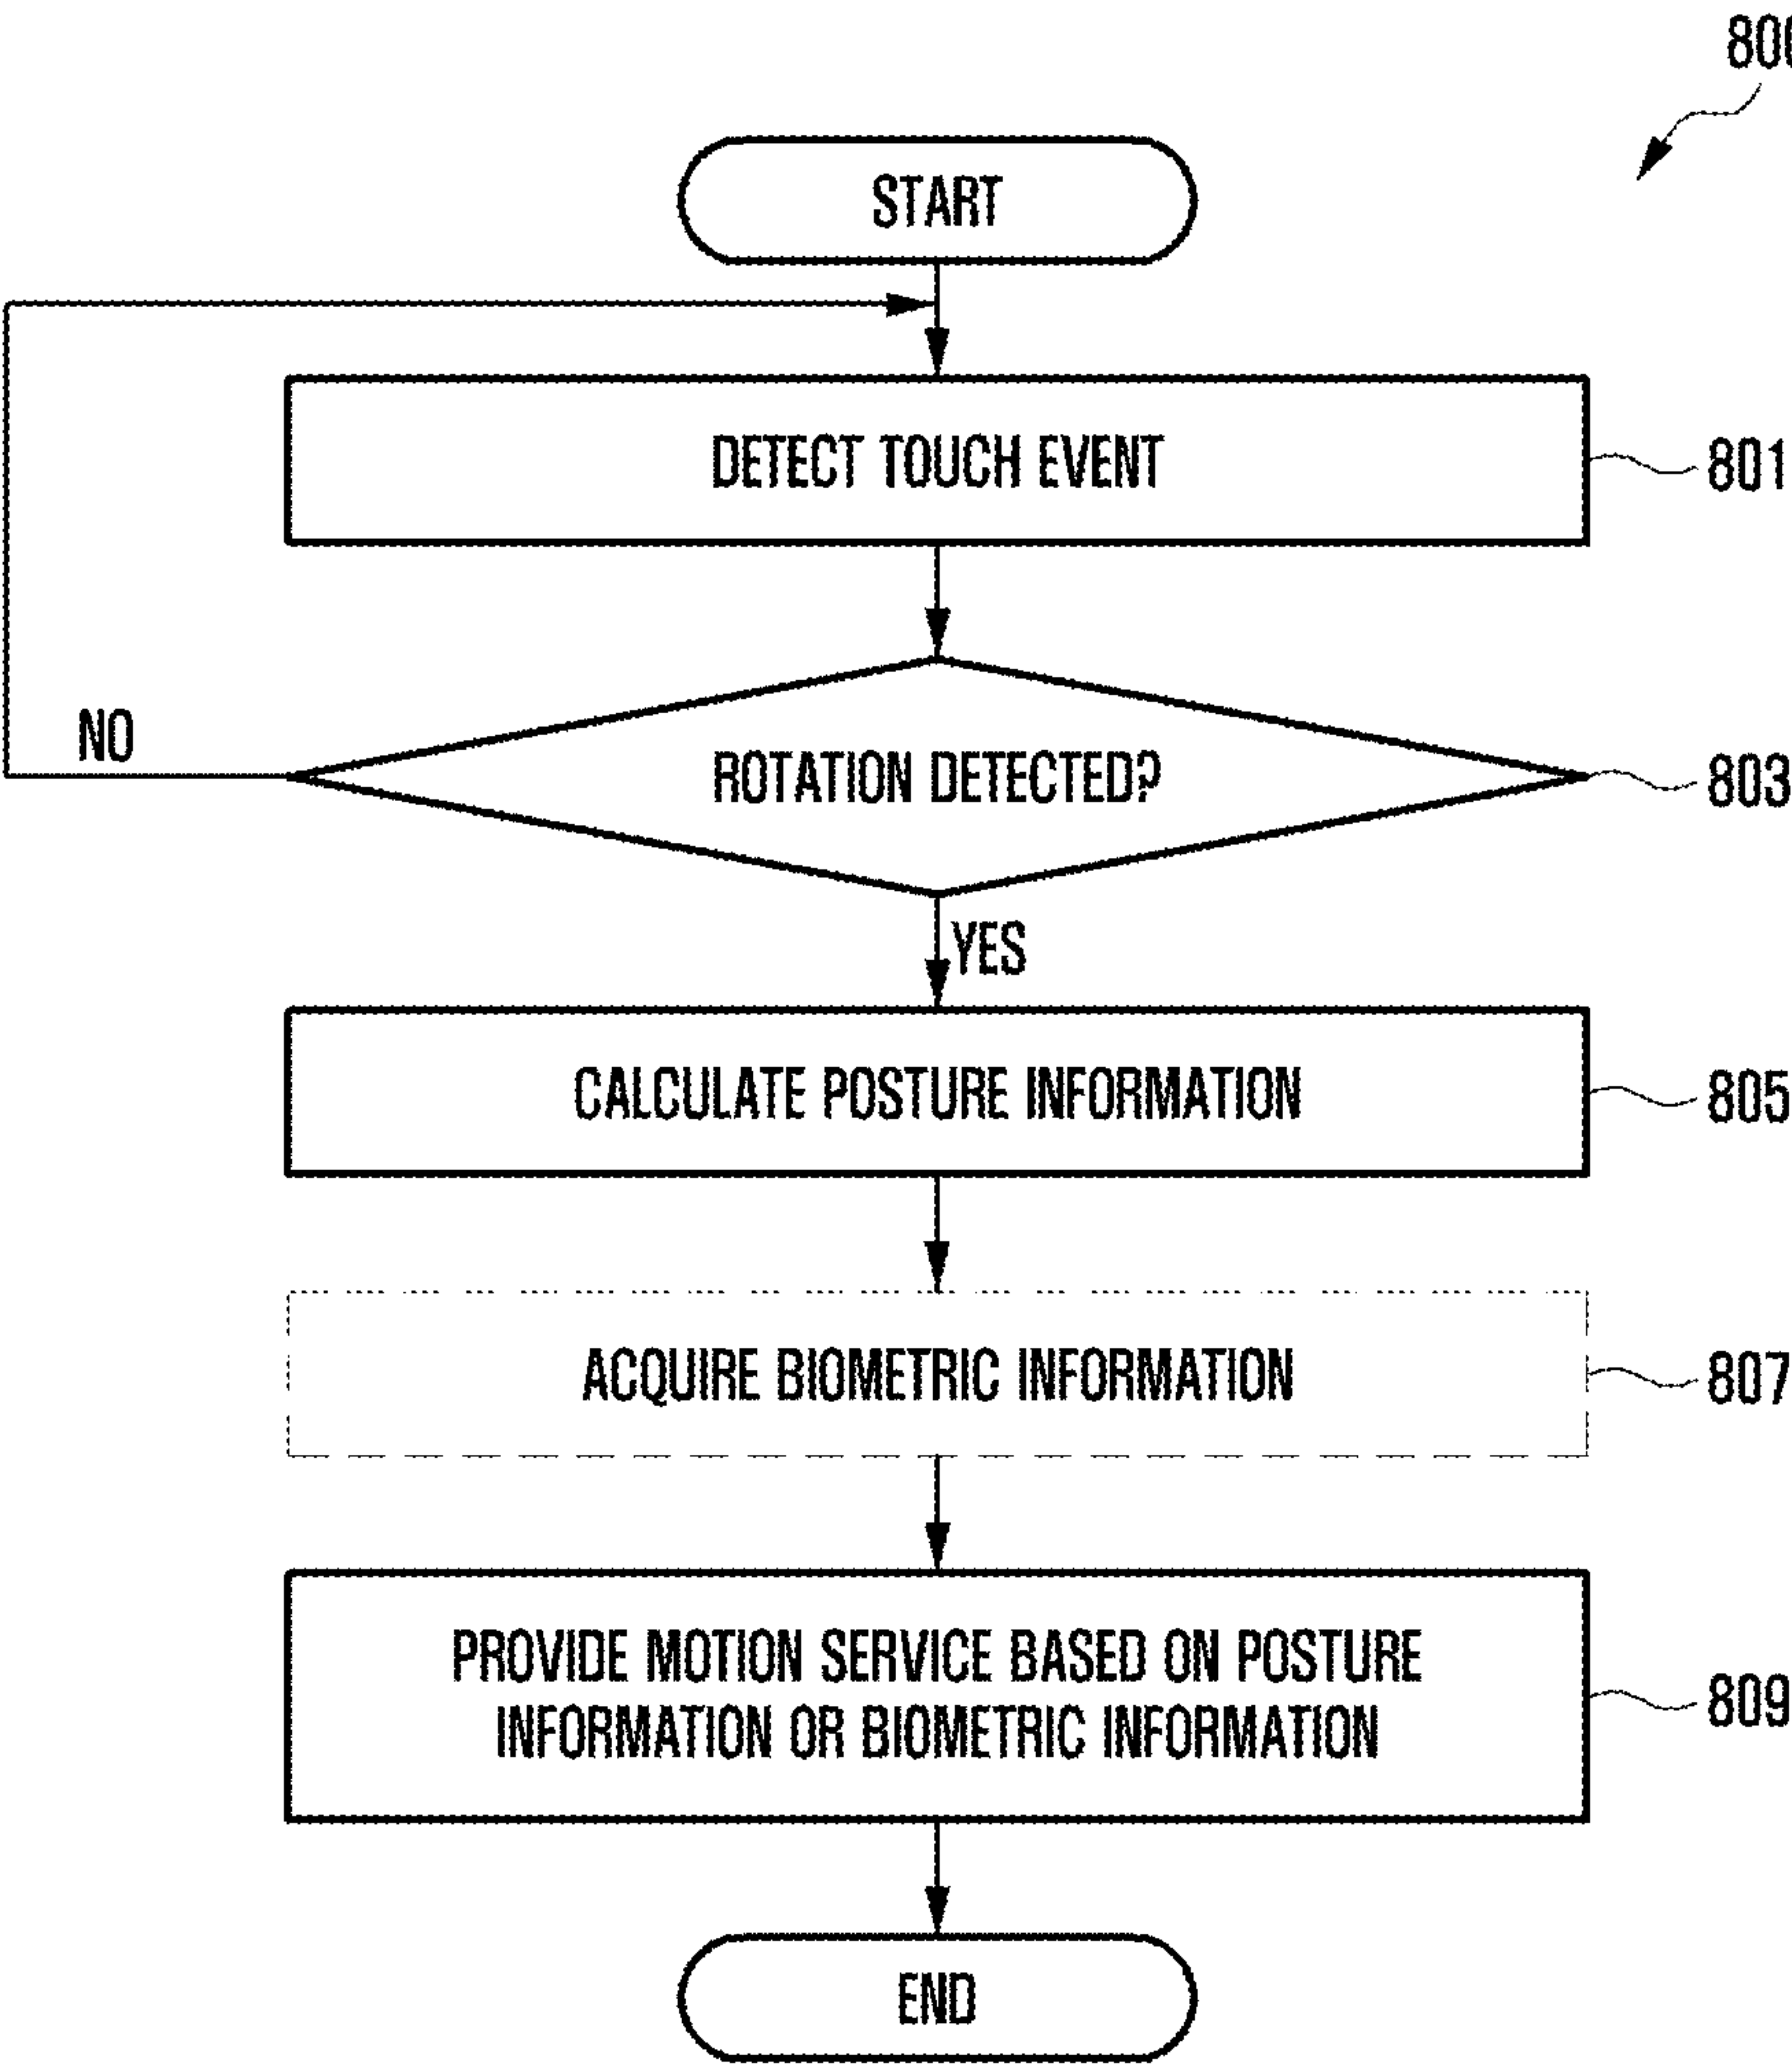 800
START
DETECT TOUCH EVENT
801
NO
ROTATION DETECTED?
803
YES
CALCULATE POSTURE INFORMATION
805
ACQUIRE BIOMETRIC INFORMATION
807
PROVIDE MOTION SERVICE BASED ON POSTURE
INFORMATION OR BIOMETRIC INFORMATION
809
END